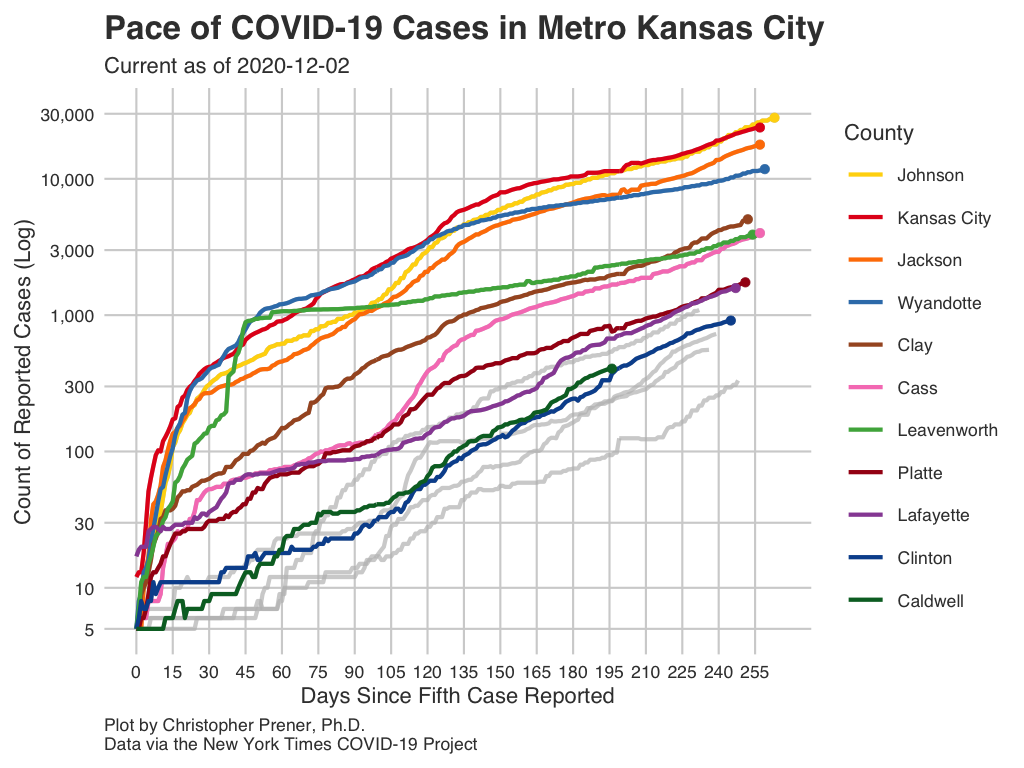 Pace of COVID-19 Cases in Metro Kansas City
Current as of 2020-12-02
Count of Reported Cases (Log)
30,000
10,000
3,000
1,000
300
100
30
10
5
0 15 30 45 60 75 90 105 120 135 150 165 180 195 210 225 240 255
Days Since Fifth Case Reported
County
Johnson
Kansas City
Jackson
Wyandotte
Clay
Cass
Leavenworth
Platte
Lafayette
Clinton
Caldwell
Plot by Christopher Prener, Ph.D.
Data via the New York Times COVID-19 Project